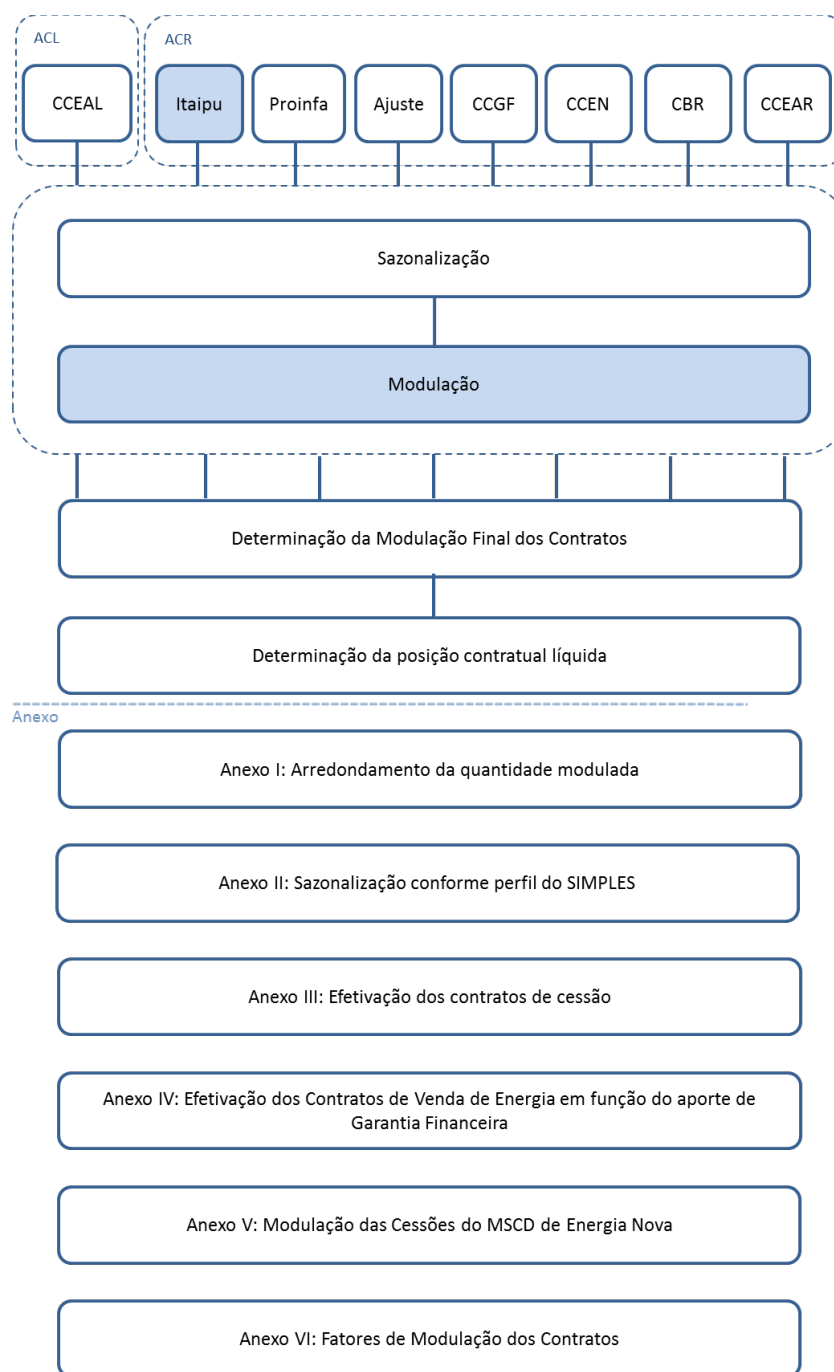 ACL
ACR
CCEAL
Itaipu
Proinfa
Ajuste
CCGF
CCEN
CBR
CCEAR
Sazonalização
Modulação
Determinação da Modulação Final dos Contratos
Determinação da posição contratual líquida
Anexo
Anexo I: Arredondamento da quantidade modulada
Anexo II: Sazonalização conforme perfil do SIMPLES
Anexo III: Efetivação dos contratos de cessão
Anexo IV: Efetivação dos Contratos de Venda de Energia em função do aporte de
Garantia Financeira
Anexo V: Modulação das Cessões do MSCD de Energia Nova
Anexo VI: Fatores de Modulação dos Contratos